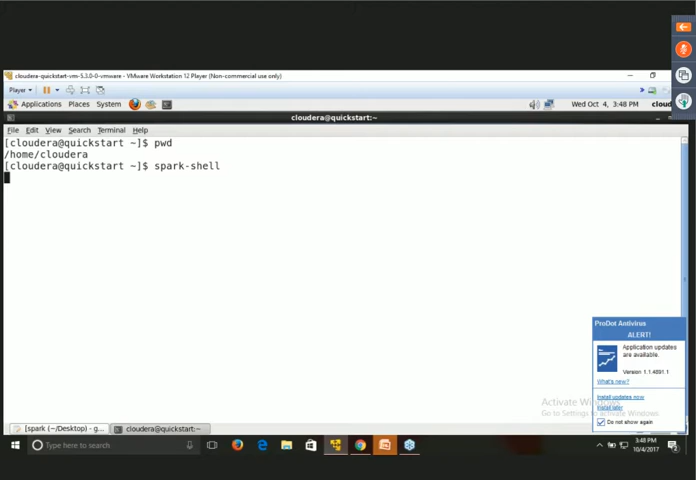 cloudera-quickstart-vm-5.3.0-0-vmware - VMware Workstation 12 Player (Non-commercial use only)
Player
Applications Places System Wed Oct 4, 3:48 PM cloud
cloudera@quickstart:~
File Edit View Search Terminal Help
[cloudera@quickstart ~]$ pwd
/home/cloudera
[cloudera@quickstart ~]$ spark-shell
ProDot Antivirus
ALERT!
Application updates
are available.
Version 1.1.4891.1
What's new?
Install updates now
Install later
Do not show again
Activate Windows
Go to Settings to activate Windows.
[spark (~/Desktop) - g... cloudera@quickstart:~
Type here to search
3:48 PM
10/4/2017